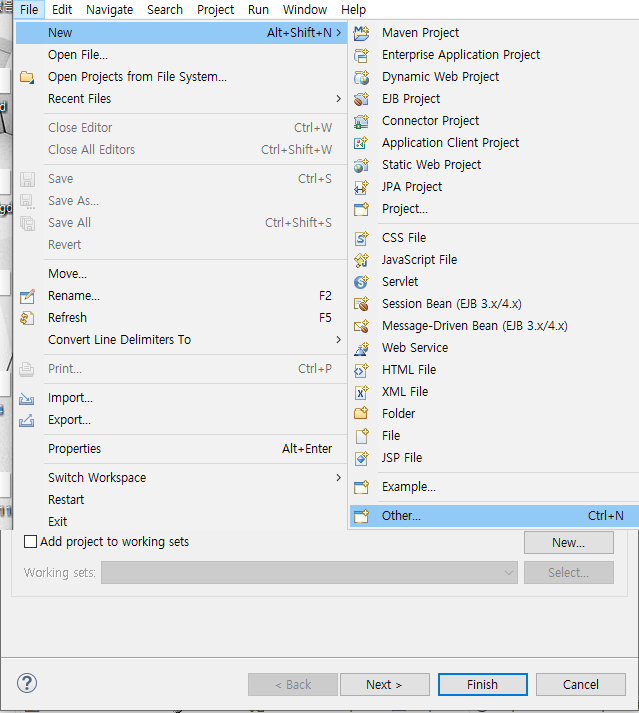 File Edit Navigate Search Project Run Window Help
New Alt+Shift+N >
Open File...
Open Projects from File System...
Recent Files >
Close Editor Ctrl+W
Close All Editors Ctrl+Shift+W
Save Ctrl+S
Save As...
Save All Ctrl+Shift+S
Revert
Move...
Rename... F2
Refresh F5
Convert Line Delimiters To >
Print... Ctrl+P
Import...
Export...
Properties Alt+Enter
Switch Workspace >
Restart
Exit
Maven Project
Enterprise Application Project
Dynamic Web Project
EJB Project
Connector Project
Application Client Project
Static Web Project
JPA Project
Project...
CSS File
JavaScript File
Servlet
Session Bean (EJB 3.x/4.x)
Message-Driven Bean (EJB 3.x/4.x)
Web Service
HTML File
XML File
Folder
File
JSP File
Example...
Other... Ctrl+N
Add project to working sets New...
Working sets: Select...
? < Back Next > Finish Cancel